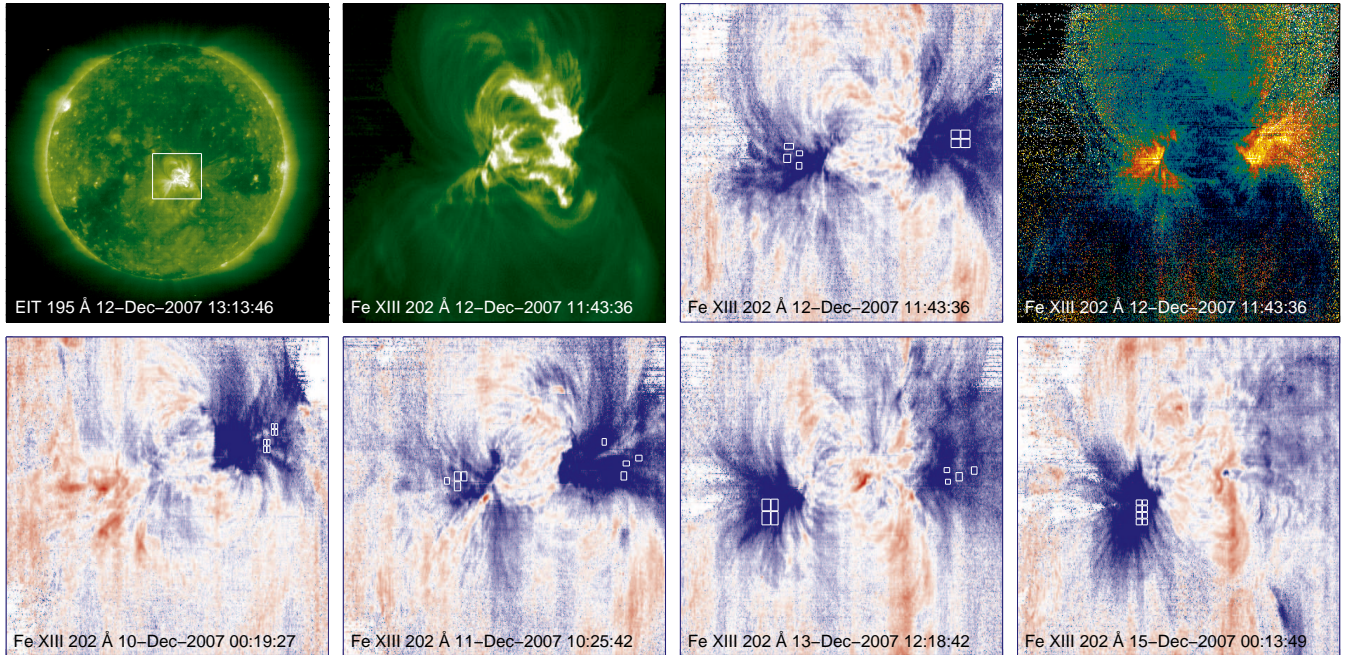 EIT 195 Å 12−Dec−2007 13:13:46
Fe XIII 202 Å 12−Dec−2007 11:43:36
Fe XIII 202 Å 12−Dec−2007 11:43:36
Fe XIII 202 Å 12−Dec−2007 11:43:36
Fe XIII 202 Å 10−Dec−2007 00:19:27
Fe XIII 202 Å 11−Dec−2007 10:25:42
Fe XIII 202 Å 13−Dec−2007 12:18:42
Fe XIII 202 Å 15−Dec−2007 00:13:49